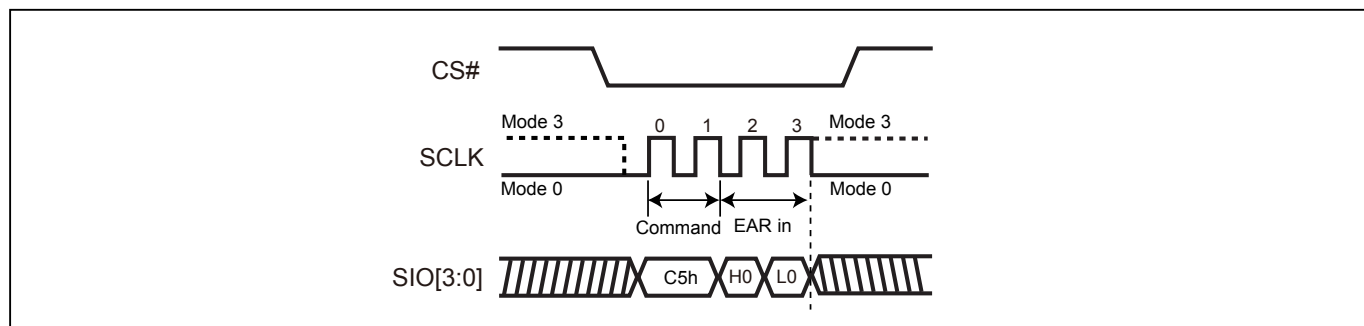 CS#
Mode 3
0 1 2 3
Mode 3
SCLK
Mode 0
Mode 0
Command
EAR in
SIO[3:0]
C5h
H0
L0